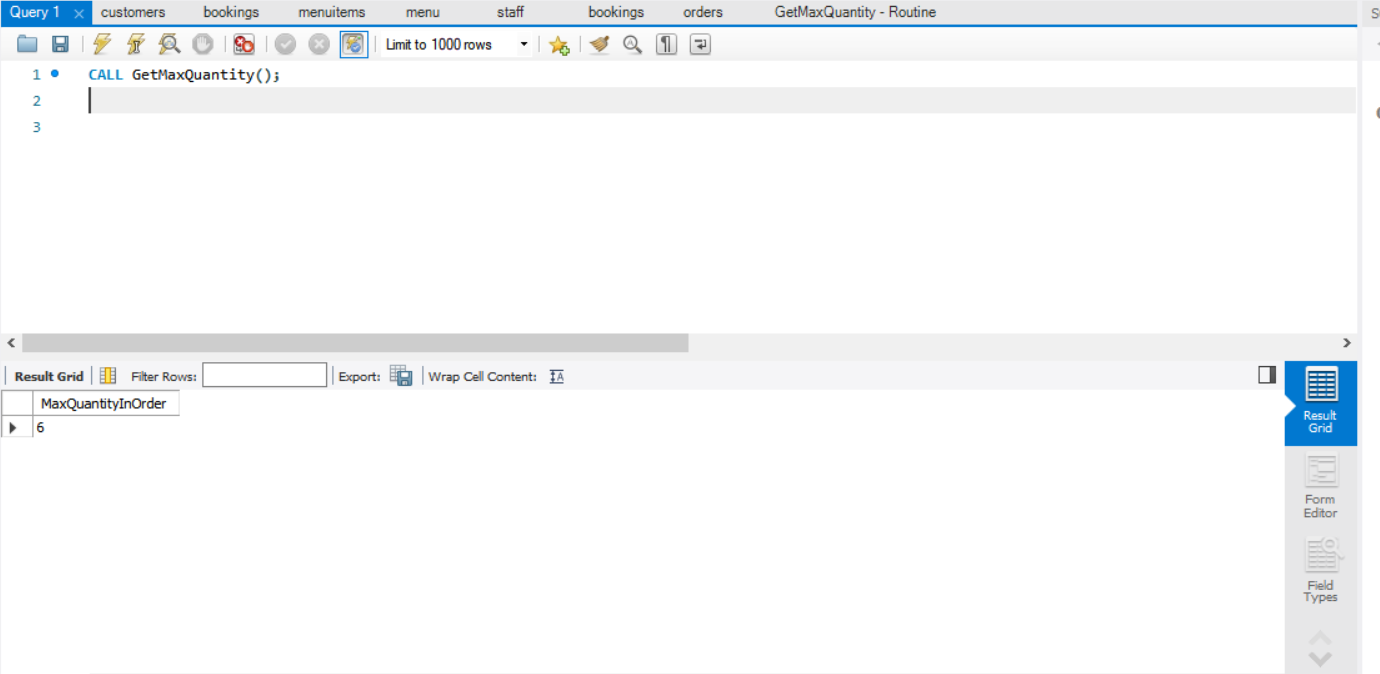 Query 1 customers bookings menuitems menu staff bookings orders GetMaxQuantity - Routine
Limit to 1000 rows
1 CALL GetMaxQuantity();
2
3
Result Grid Filter Rows: Export: Wrap Cell Content:
MaxQuantityInOrder
6
Result
Grid
Form
Editor
Field
Types